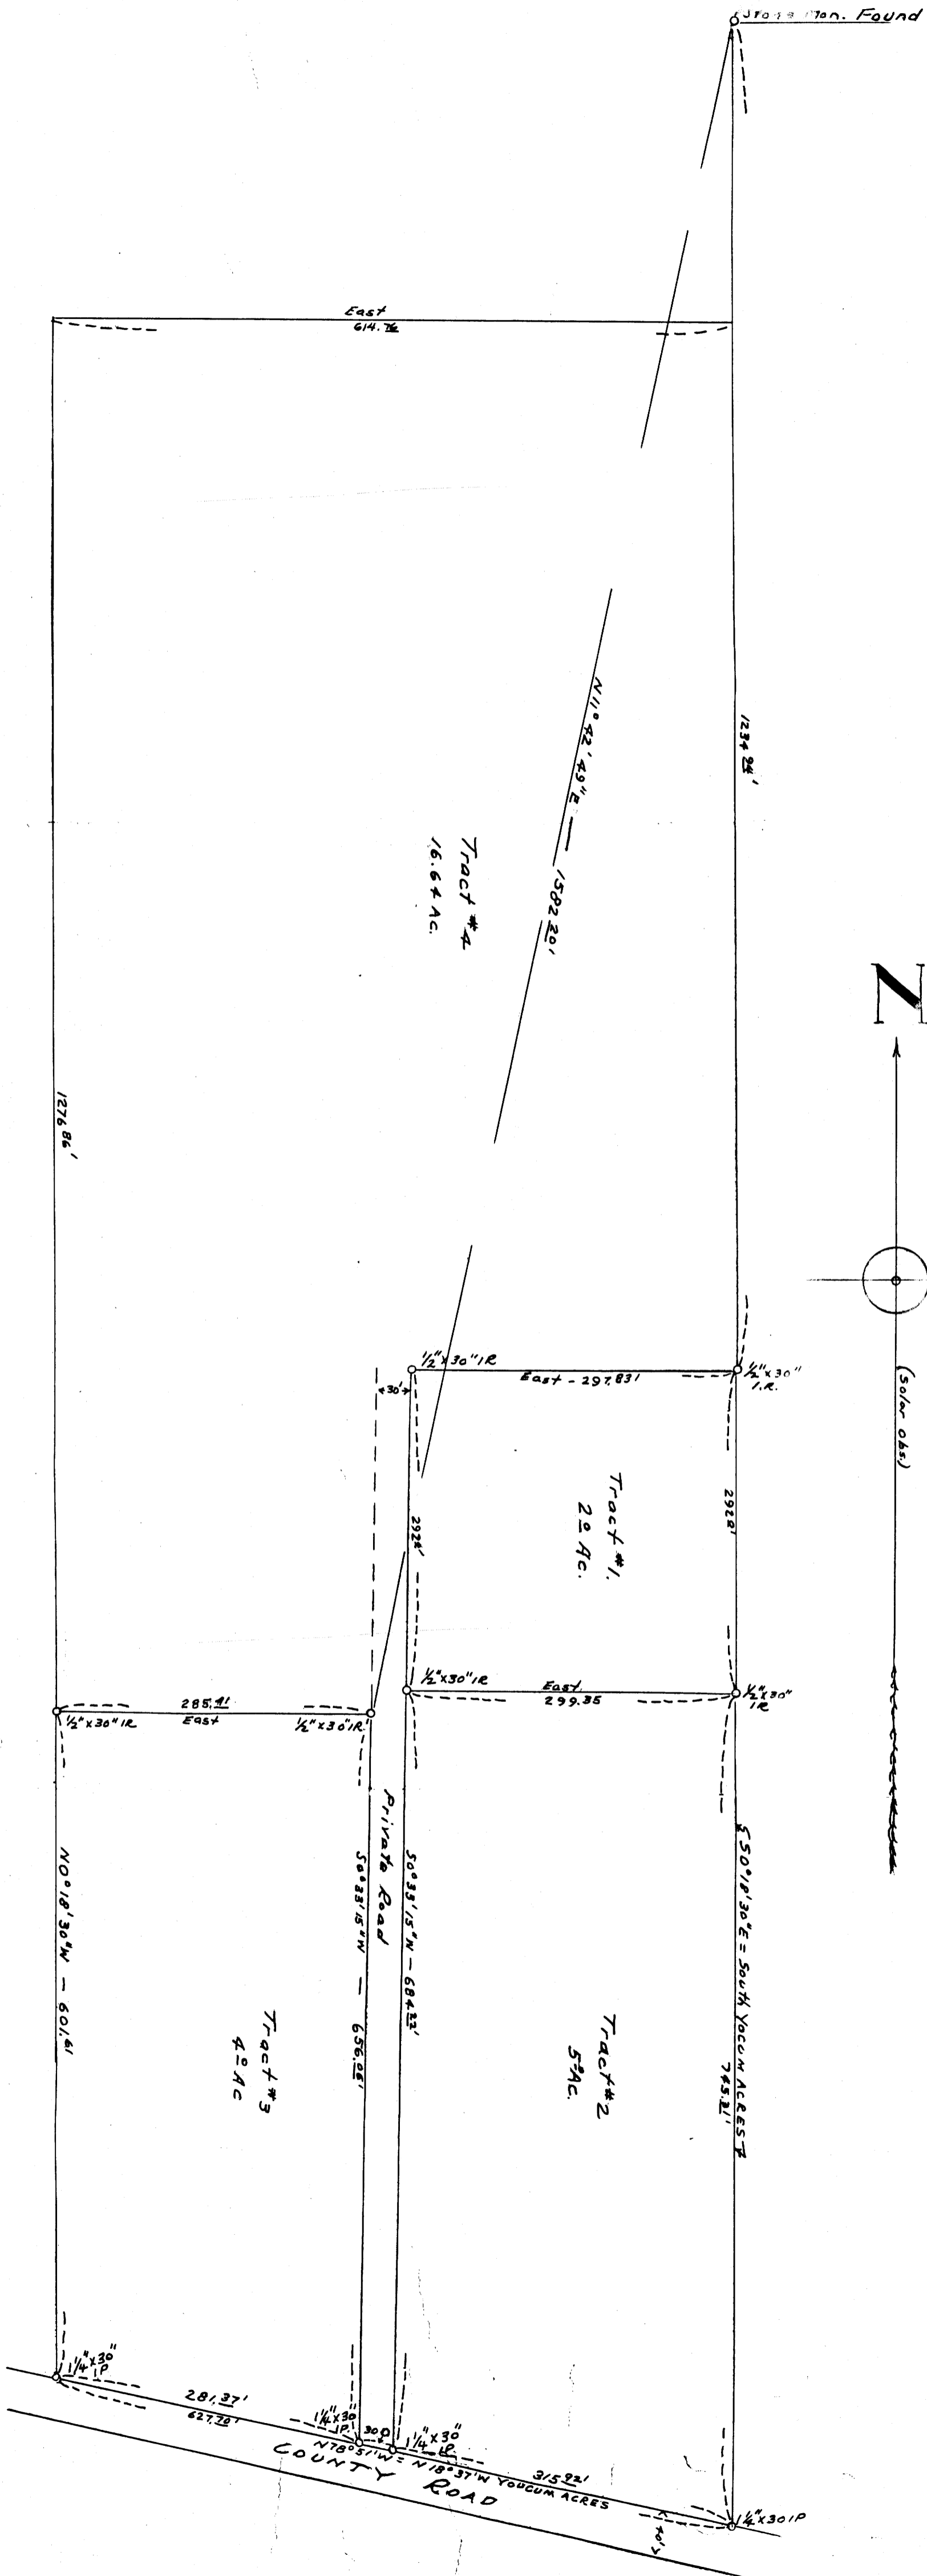 Stone Mon. Found
East
614.76
1234.94'
N11°42'49"E — 1582.20'
Tract #4
16.64 Ac.
N
(solar obs.)
1276.86'
1/2"x30" IR
East - 297.83'
1/2"x30"
I.R.
←30'→
Tract #1.
2.0 Ac.
292.8'
292.8'
1/2"x30" IR
East
299.35
1/2"x30"
IR
285.41
East
1/2"x30" IR
1/2"x30" IR.
Private Road
S0°33'15"W - 684.23'
S0°33'15"W — 656.06'
N0°18'30"W - 601.61
S0°18'30"E = SOUTH YOCUM ACRES
745.21'
Tract #3
4.0 Ac
Tract #2
5.0 Ac.
1 1/4"x30"
IP
281.37'
627.70'
1 1/4"x30"
IP.
30.0
1 1/4"x30"
IP.
N78°51'W = N18°37'W YOUCUM ACRES
315.92'
COUNTY ROAD
40'
1 1/4"x30 IP